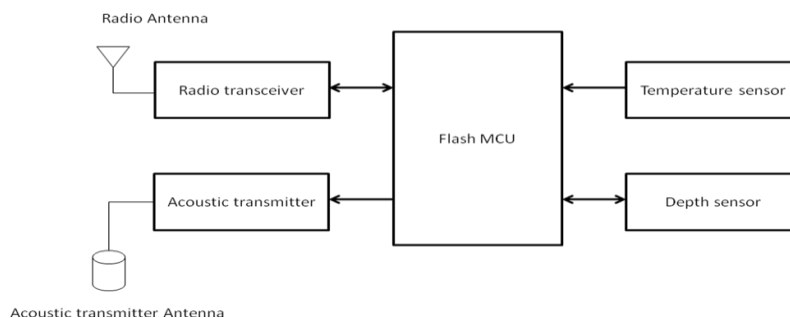 Radio Antenna
Radio transceiver
Temperature sensor
Flash MCU
Acoustic transmitter
Depth sensor
Acoustic transmitter Antenna